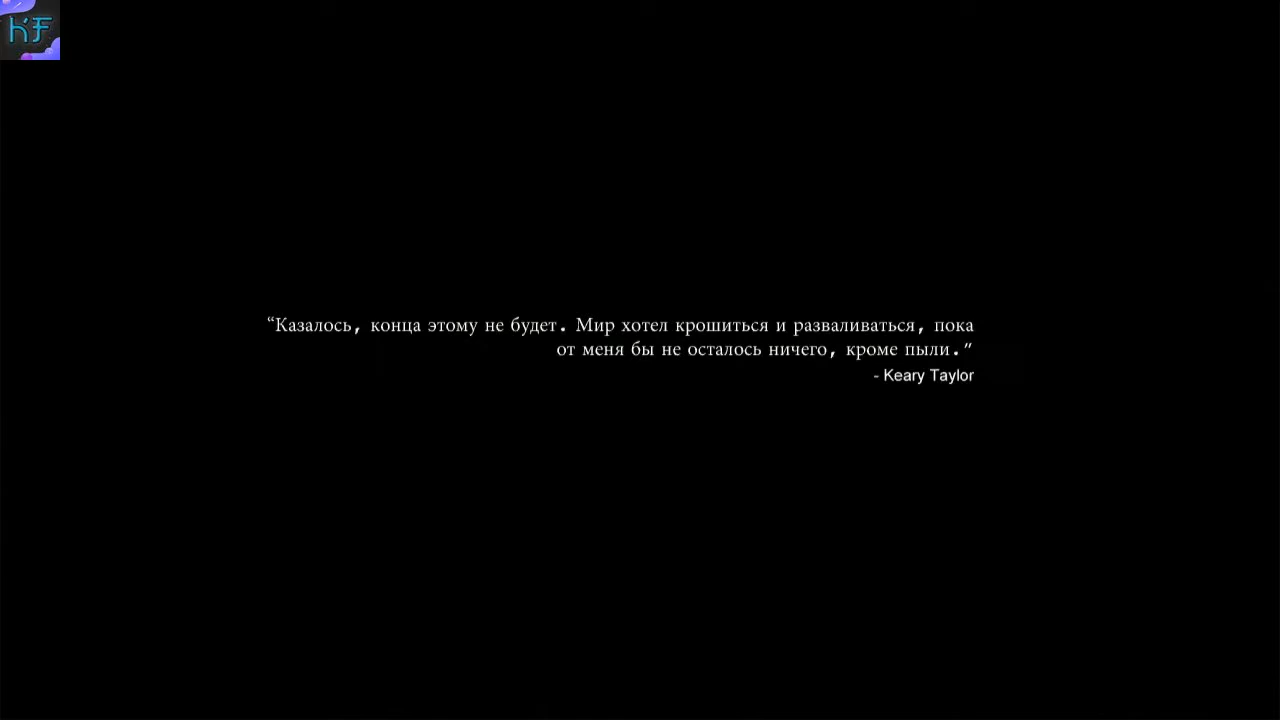 “Казалось, конца этому не будет. Мир хотел крошиться и разваливаться, пока
от меня бы не осталось ничего, кроме пыли.”
- Keary Taylor